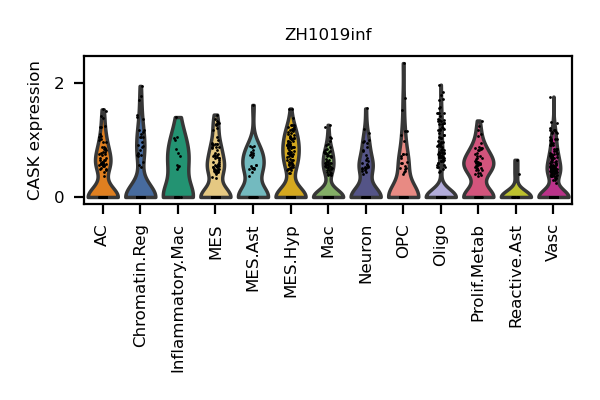 ZH1019inf
CASK expression
2
0
AC
Chromatin.Reg
Inflammatory.Mac
MES
MES.Ast
MES.Hyp
Mac
Neuron
OPC
Oligo
Prolif.Metab
Reactive.Ast
Vasc